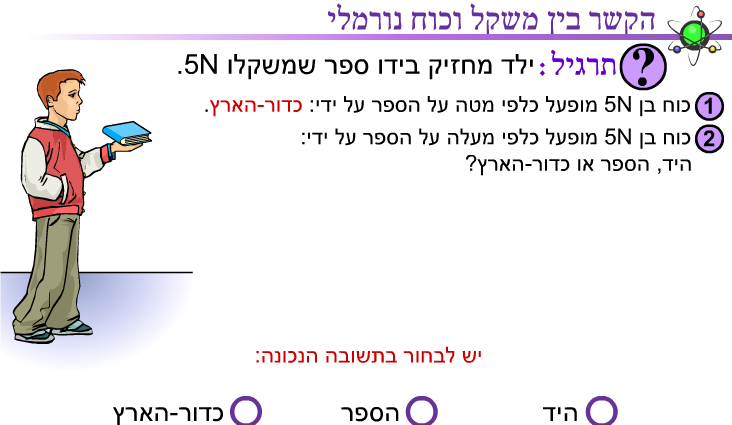 הקשר בין משקל וכוח נורמלי
? תרגיל: ילד מחזיק בידו ספר שמשקלו 5N.
1 כוח בן 5N מופעל כלפי מטה על הספר על ידי: כדור-הארץ.
2 כוח בן 5N מופעל כלפי מעלה על הספר על ידי:
היד, הספר או כדור-הארץ?
יש לבחור בתשובה הנכונה:
היד הספר כדור-הארץ